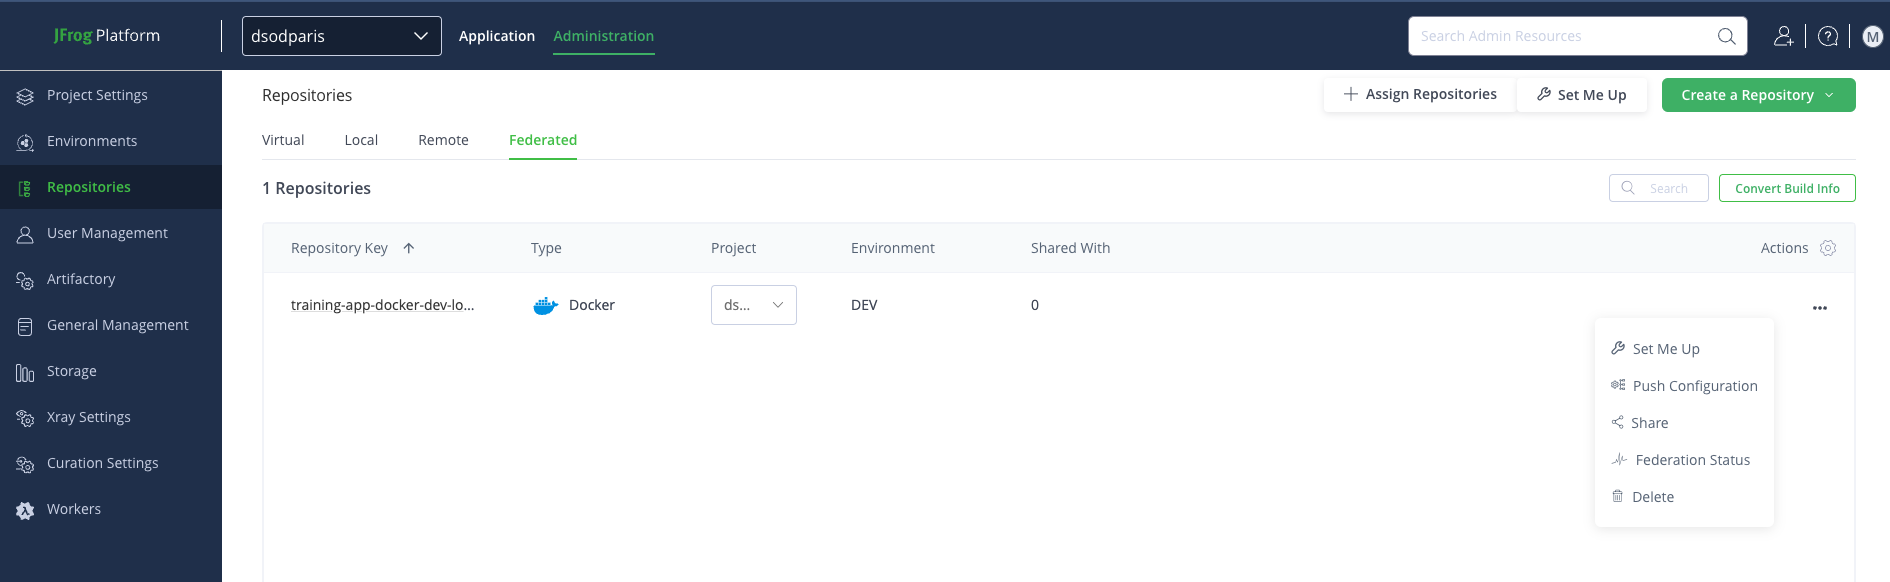 JFrog Platform
dsodparis
Application
Administration
Search Admin Resources
M
Project Settings
Environments
Repositories
User Management
Artifactory
General Management
Storage
Xray Settings
Curation Settings
Workers
Repositories
Assign Repositories
Set Me Up
Create a Repository
Virtual
Local
Remote
Federated
1 Repositories
Search
Convert Build Info
Repository Key
Type
Project
Environment
Shared With
Actions
training-app-docker-dev-lo...
Docker
ds...
DEV
0
Set Me Up
Push Configuration
Share
Federation Status
Delete